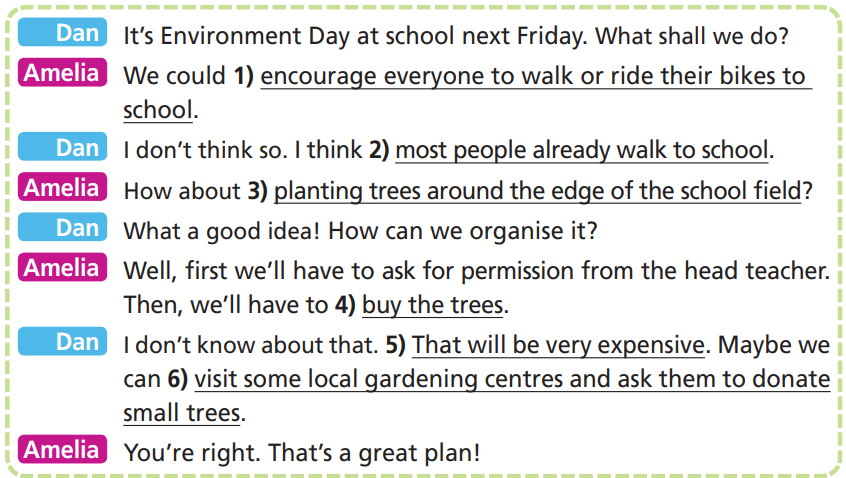 Dan It's Environment Day at school next Friday. What shall we do?
Amelia We could 1) encourage everyone to walk or ride their bikes to
school.
Dan I don't think so. I think 2) most people already walk to school.
Amelia How about 3) planting trees around the edge of the school field?
Dan What a good idea! How can we organise it?
Amelia Well, first we'll have to ask for permission from the head teacher.
Then, we'll have to 4) buy the trees.
Dan I don't know about that. 5) That will be very expensive. Maybe we
can 6) visit some local gardening centres and ask them to donate
small trees.
Amelia You're right. That's a great plan!